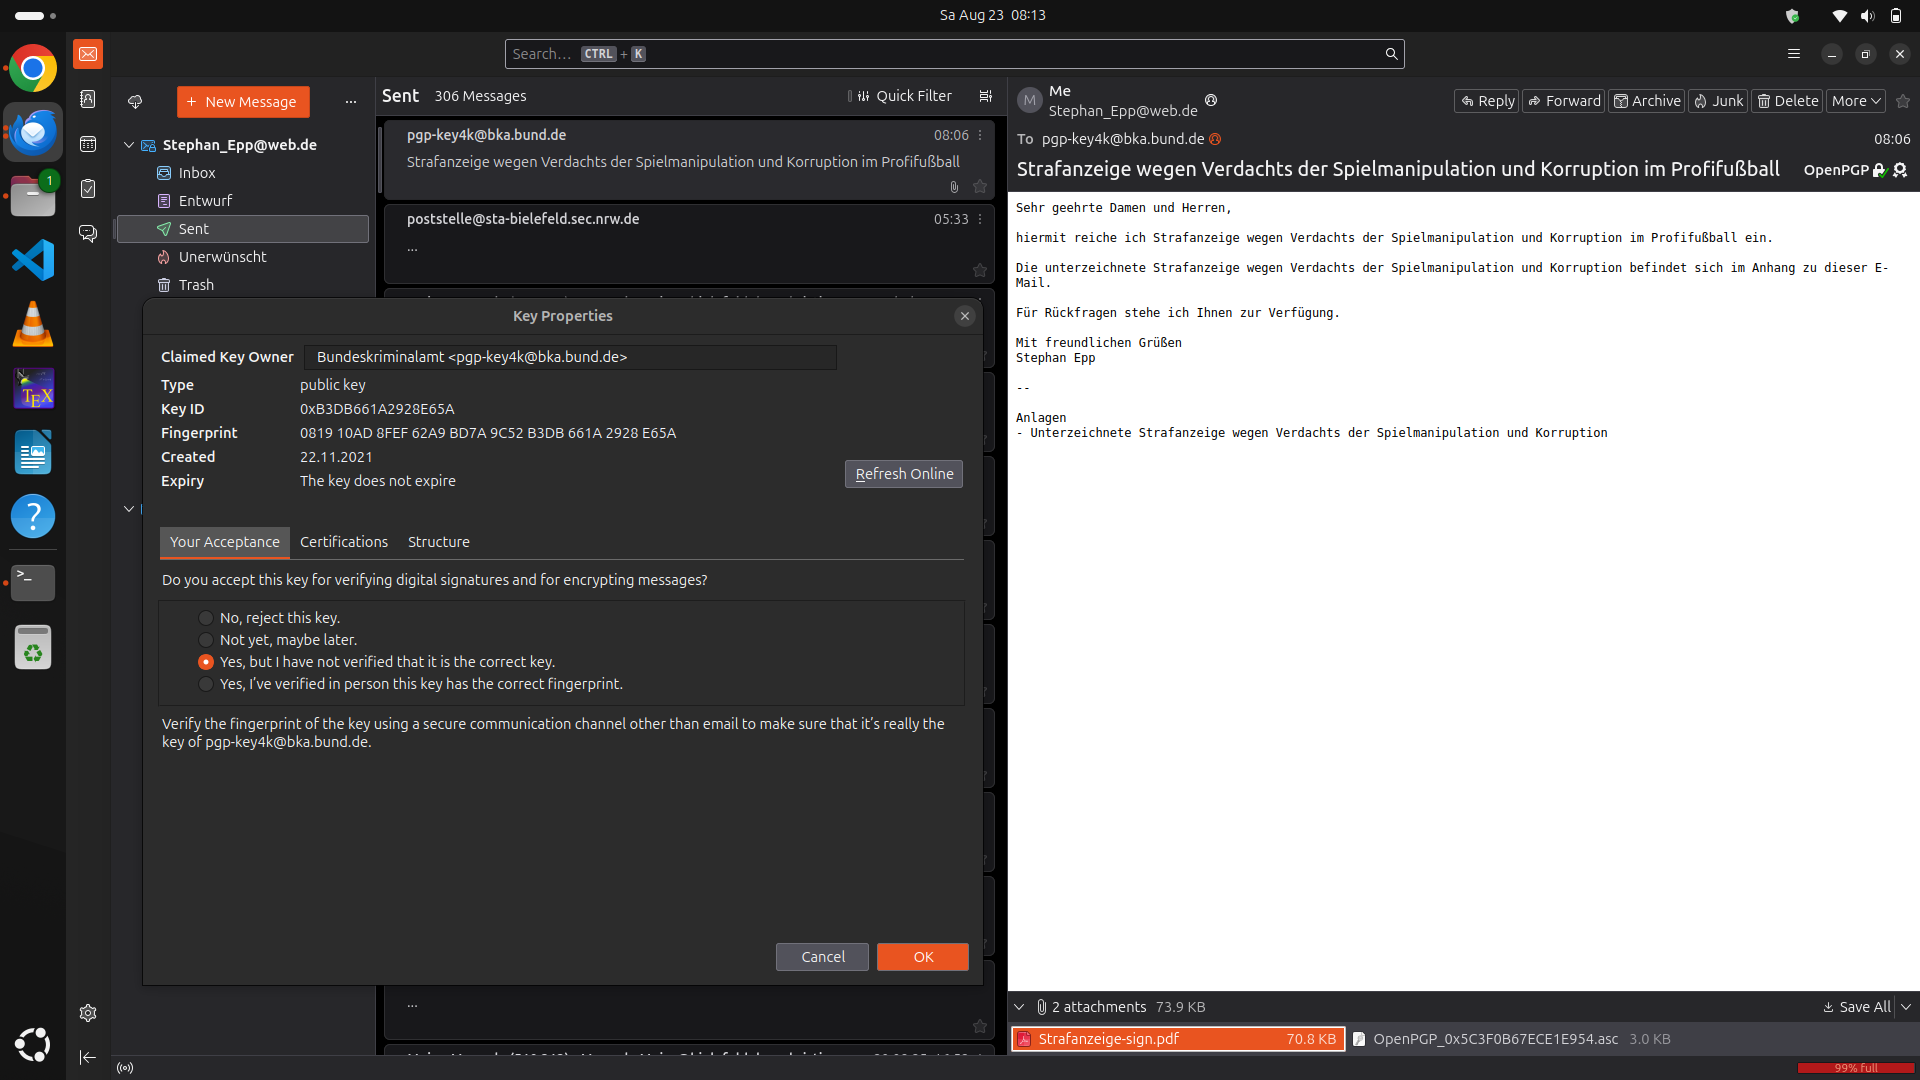 Sa Aug 23 08:13
Search… CTRL + K
New Message
Sent 306 Messages
Quick Filter
Stephan_Epp@web.de
Inbox
Entwurf
Sent
Unerwünscht
Trash
1
pgp-key4k@bka.bund.de 08:06
Strafanzeige wegen Verdachts der Spielmanipulation und Korruption im Profifußball
poststelle@sta-bielefeld.sec.nrw.de 05:33
...
M
Me
Stephan_Epp@web.de
Reply
Forward
Archive
Junk
Delete
More
To pgp-key4k@bka.bund.de 08:06
Strafanzeige wegen Verdachts der Spielmanipulation und Korruption im Profifußball OpenPGP
Sehr geehrte Damen und Herren,
hiermit reiche ich Strafanzeige wegen Verdachts der Spielmanipulation und Korruption im Profifußball ein.
Die unterzeichnete Strafanzeige wegen Verdachts der Spielmanipulation und Korruption befindet sich im Anhang zu dieser E-
Mail.
Für Rückfragen stehe ich Ihnen zur Verfügung.
Mit freundlichen Grüßen
Stephan Epp
--
Anlagen
- Unterzeichnete Strafanzeige wegen Verdachts der Spielmanipulation und Korruption
Key Properties
Claimed Key Owner Bundeskriminalamt <pgp-key4k@bka.bund.de>
Type public key
Key ID 0xB3DB661A2928E65A
Fingerprint 0819 10AD 8FEF 62A9 BD7A 9C52 B3DB 661A 2928 E65A
Created 22.11.2021
Expiry The key does not expire
Refresh Online
Your Acceptance Certifications Structure
Do you accept this key for verifying digital signatures and for encrypting messages?
No, reject this key.
Not yet, maybe later.
Yes, but I have not verified that it is the correct key.
Yes, I've verified in person this key has the correct fingerprint.
Verify the fingerprint of the key using a secure communication channel other than email to make sure that it's really the
key of pgp-key4k@bka.bund.de.
Cancel OK
...
2 attachments 73.9 KB
Save All
Strafanzeige-sign.pdf 70.8 KB
OpenPGP_0x5C3F0B67ECE1E954.asc 3.0 KB
99% full
TEX